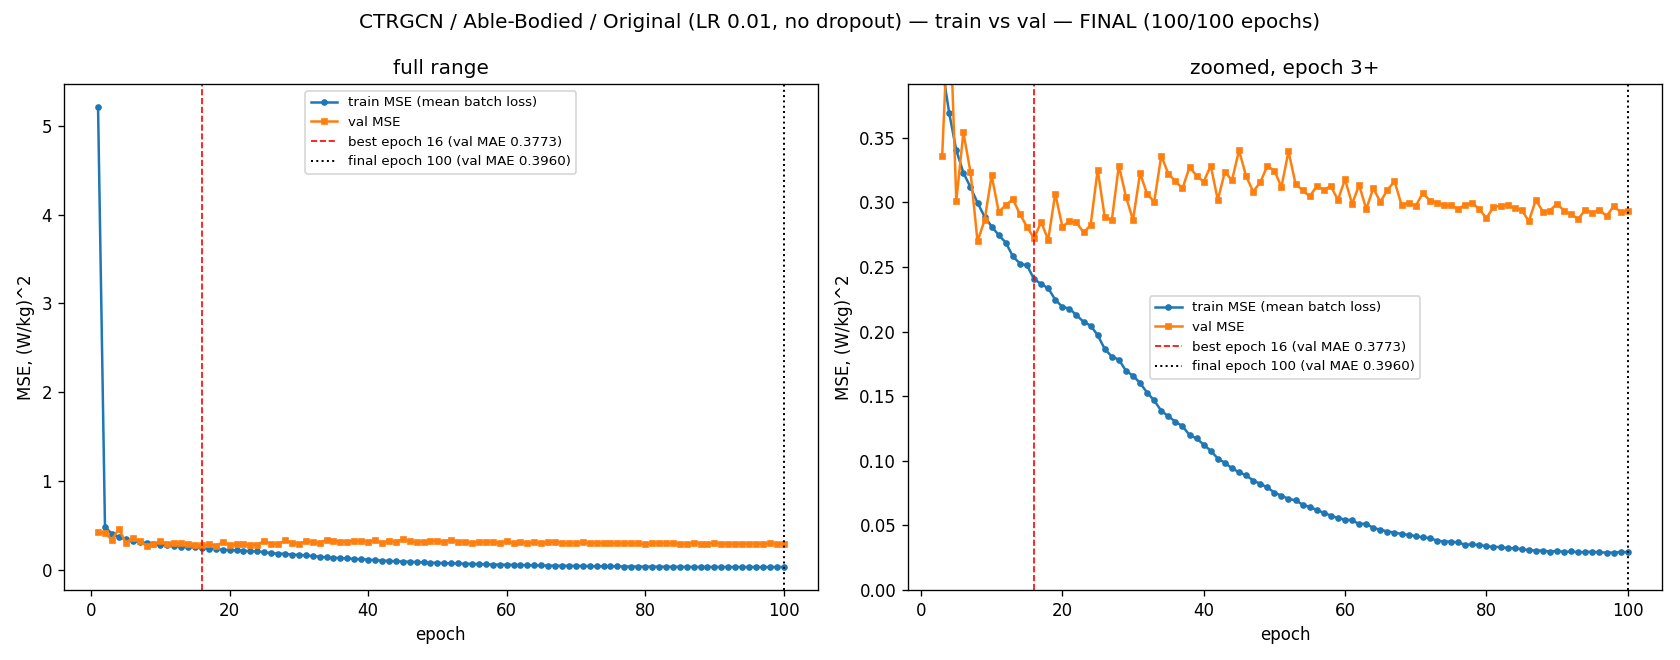 CTRGCN / Able-Bodied / Original (LR 0.01, no dropout) — train vs val — FINAL (100/100 epochs)
full range
MSE, (W/kg)^2
5
4
3
2
1
0
train MSE (mean batch loss)
val MSE
best epoch 16 (val MAE 0.3773)
final epoch 100 (val MAE 0.3960)
0 20 40 60 80 100
epoch
zoomed, epoch 3+
MSE, (W/kg)^2
0.35
0.30
0.25
0.20
0.15
0.10
0.05
0.00
train MSE (mean batch loss)
val MSE
best epoch 16 (val MAE 0.3773)
final epoch 100 (val MAE 0.3960)
0 20 40 60 80 100
epoch